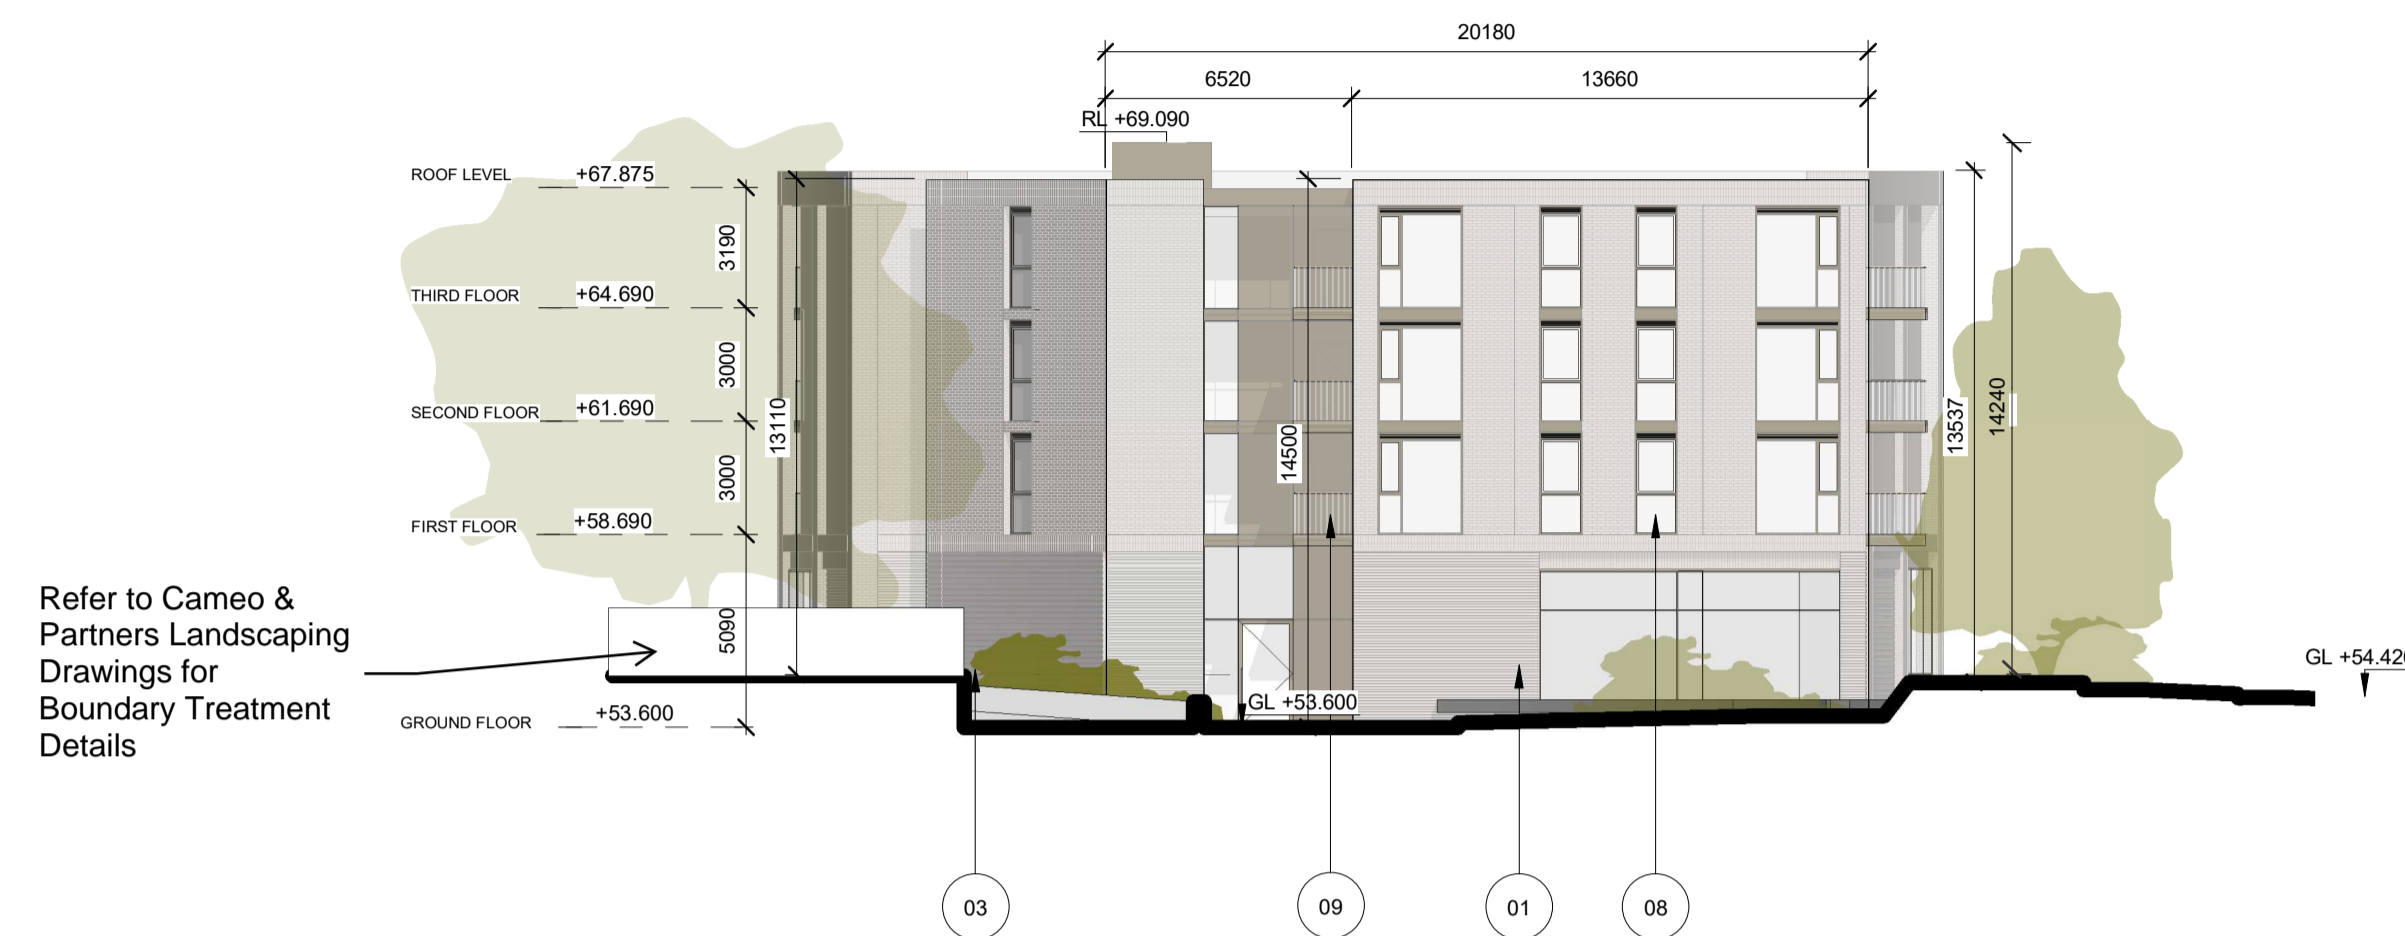 20180
6520
13660
RL +69.090
ROOF LEVEL
+67.875
3190
THIRD FLOOR
+64.690
3000
SECOND FLOOR
+61.690
3000
FIRST FLOOR
+58.690
5090
GROUND FLOOR
+53.600
13110
14500
13537
14240
GL +53.600
Refer to Cameo &
Partners Landscaping
Drawings for
Boundary Treatment
Details
03
09
01
08